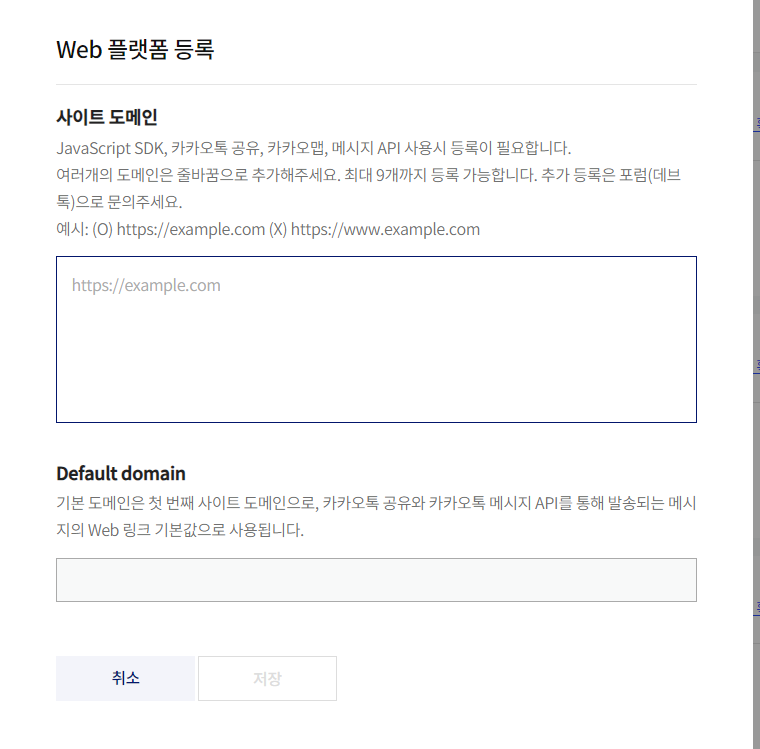 Web 플랫폼 등록
사이트 도메인
JavaScript SDK, 카카오톡 공유, 카카오맵, 메시지 API 사용시 등록이 필요합니다.
여러개의 도메인은 줄바꿈으로 추가해주세요. 최대 9개까지 등록 가능합니다. 추가 등록은 포럼(데브
톡)으로 문의주세요.
예시: (O) https://example.com (X) https://www.example.com
https://example.com
Default domain
기본 도메인은 첫 번째 사이트 도메인으로, 카카오톡 공유와 카카오톡 메시지 API를 통해 발송되는 메시
지의 Web 링크 기본값으로 사용됩니다.
취소 저장